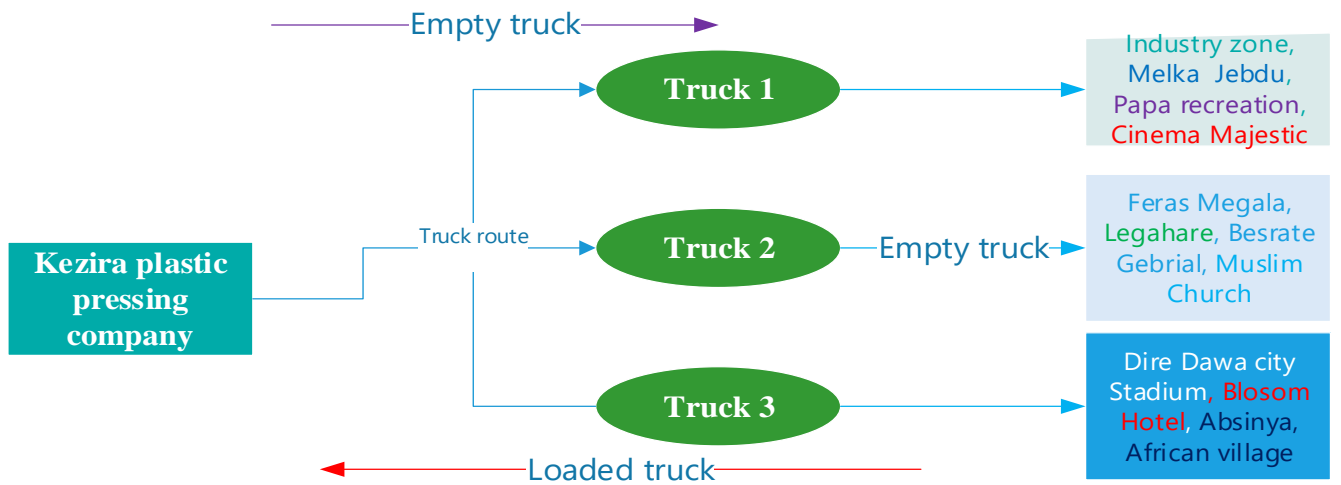 Empty truck
Truck 1
Industry zone,
Melka Jebdu,
Papa recreation,
Cinema Majestic
Kezira plastic
pressing
company
Truck route
Truck 2
Empty truck
Feras Megala,
Legahare, Besrate
Gebrial, Muslim
Church
Truck 3
Dire Dawa city
Stadium, Blosom
Hotel, Absinya,
African village
Loaded truck